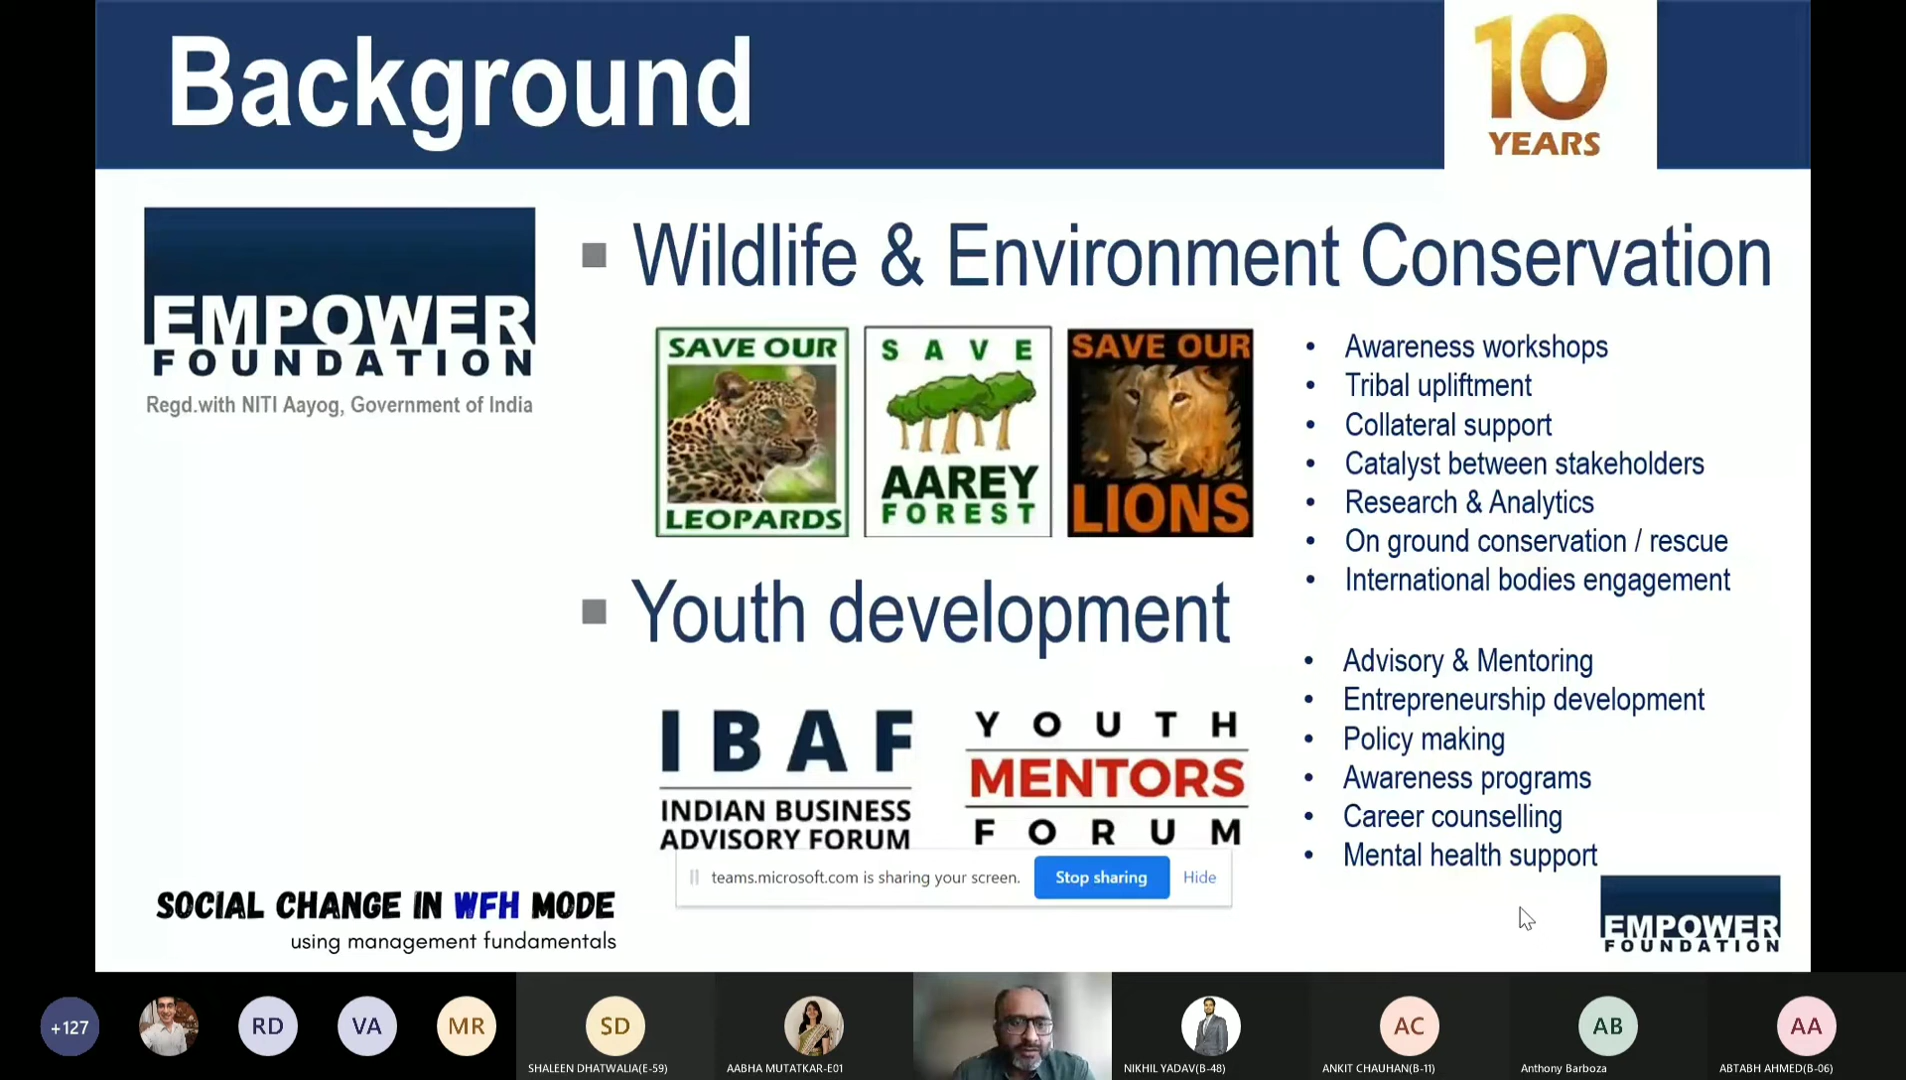 Background
10
YEARS
EMPOWER
FOUNDATION
Regd.with NITI Aayog, Government of India
Wildlife & Environment Conservation
SAVE OUR
LEOPARDS
SAVE
AAREY
FOREST
SAVE OUR
LIONS
• Awareness workshops
• Tribal upliftment
• Collateral support
• Catalyst between stakeholders
• Research & Analytics
• On ground conservation / rescue
• International bodies engagement
Youth development
IBAF
INDIAN BUSINESS
ADVISORY FORUM
YOUTH
MENTORS
FORUM
• Advisory & Mentoring
• Entrepreneurship development
• Policy making
• Awareness programs
• Career counselling
• Mental health support
teams.microsoft.com is sharing your screen. Stop sharing Hide
SOCIAL CHANGE IN WFH MODE
using management fundamentals
EMPOWER
FOUNDATION
+127 RD VA MR SD AC AB AA
SHALEEN DHATWALIA(E-59) AABHA MUTATKAR-E01 NIKHIL YADAV(B-48) ANKIT CHAUHAN(B-11) Anthony Barboza ABTABH AHMED(B-06)